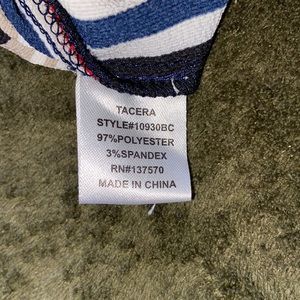 TACERA
STYLE#10930BC
97%POLYESTER
3%SPANDEX
RN#137570
MADE IN CHINA